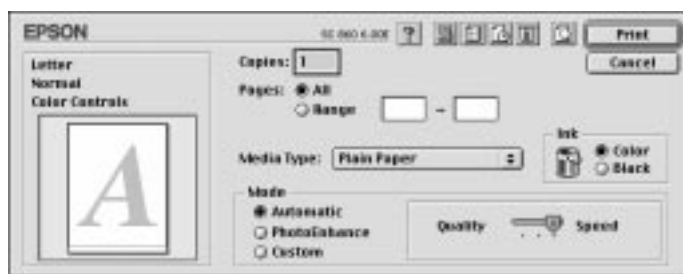 EPSON
?
Print
Letter
Normal
Color Controls
A
Copies: 1
Cancel
Pages: All
Range –
Media Type: Plain Paper
Ink
Color
Black
Mode
Automatic
PhotoEnhance
Custom
Quality Speed